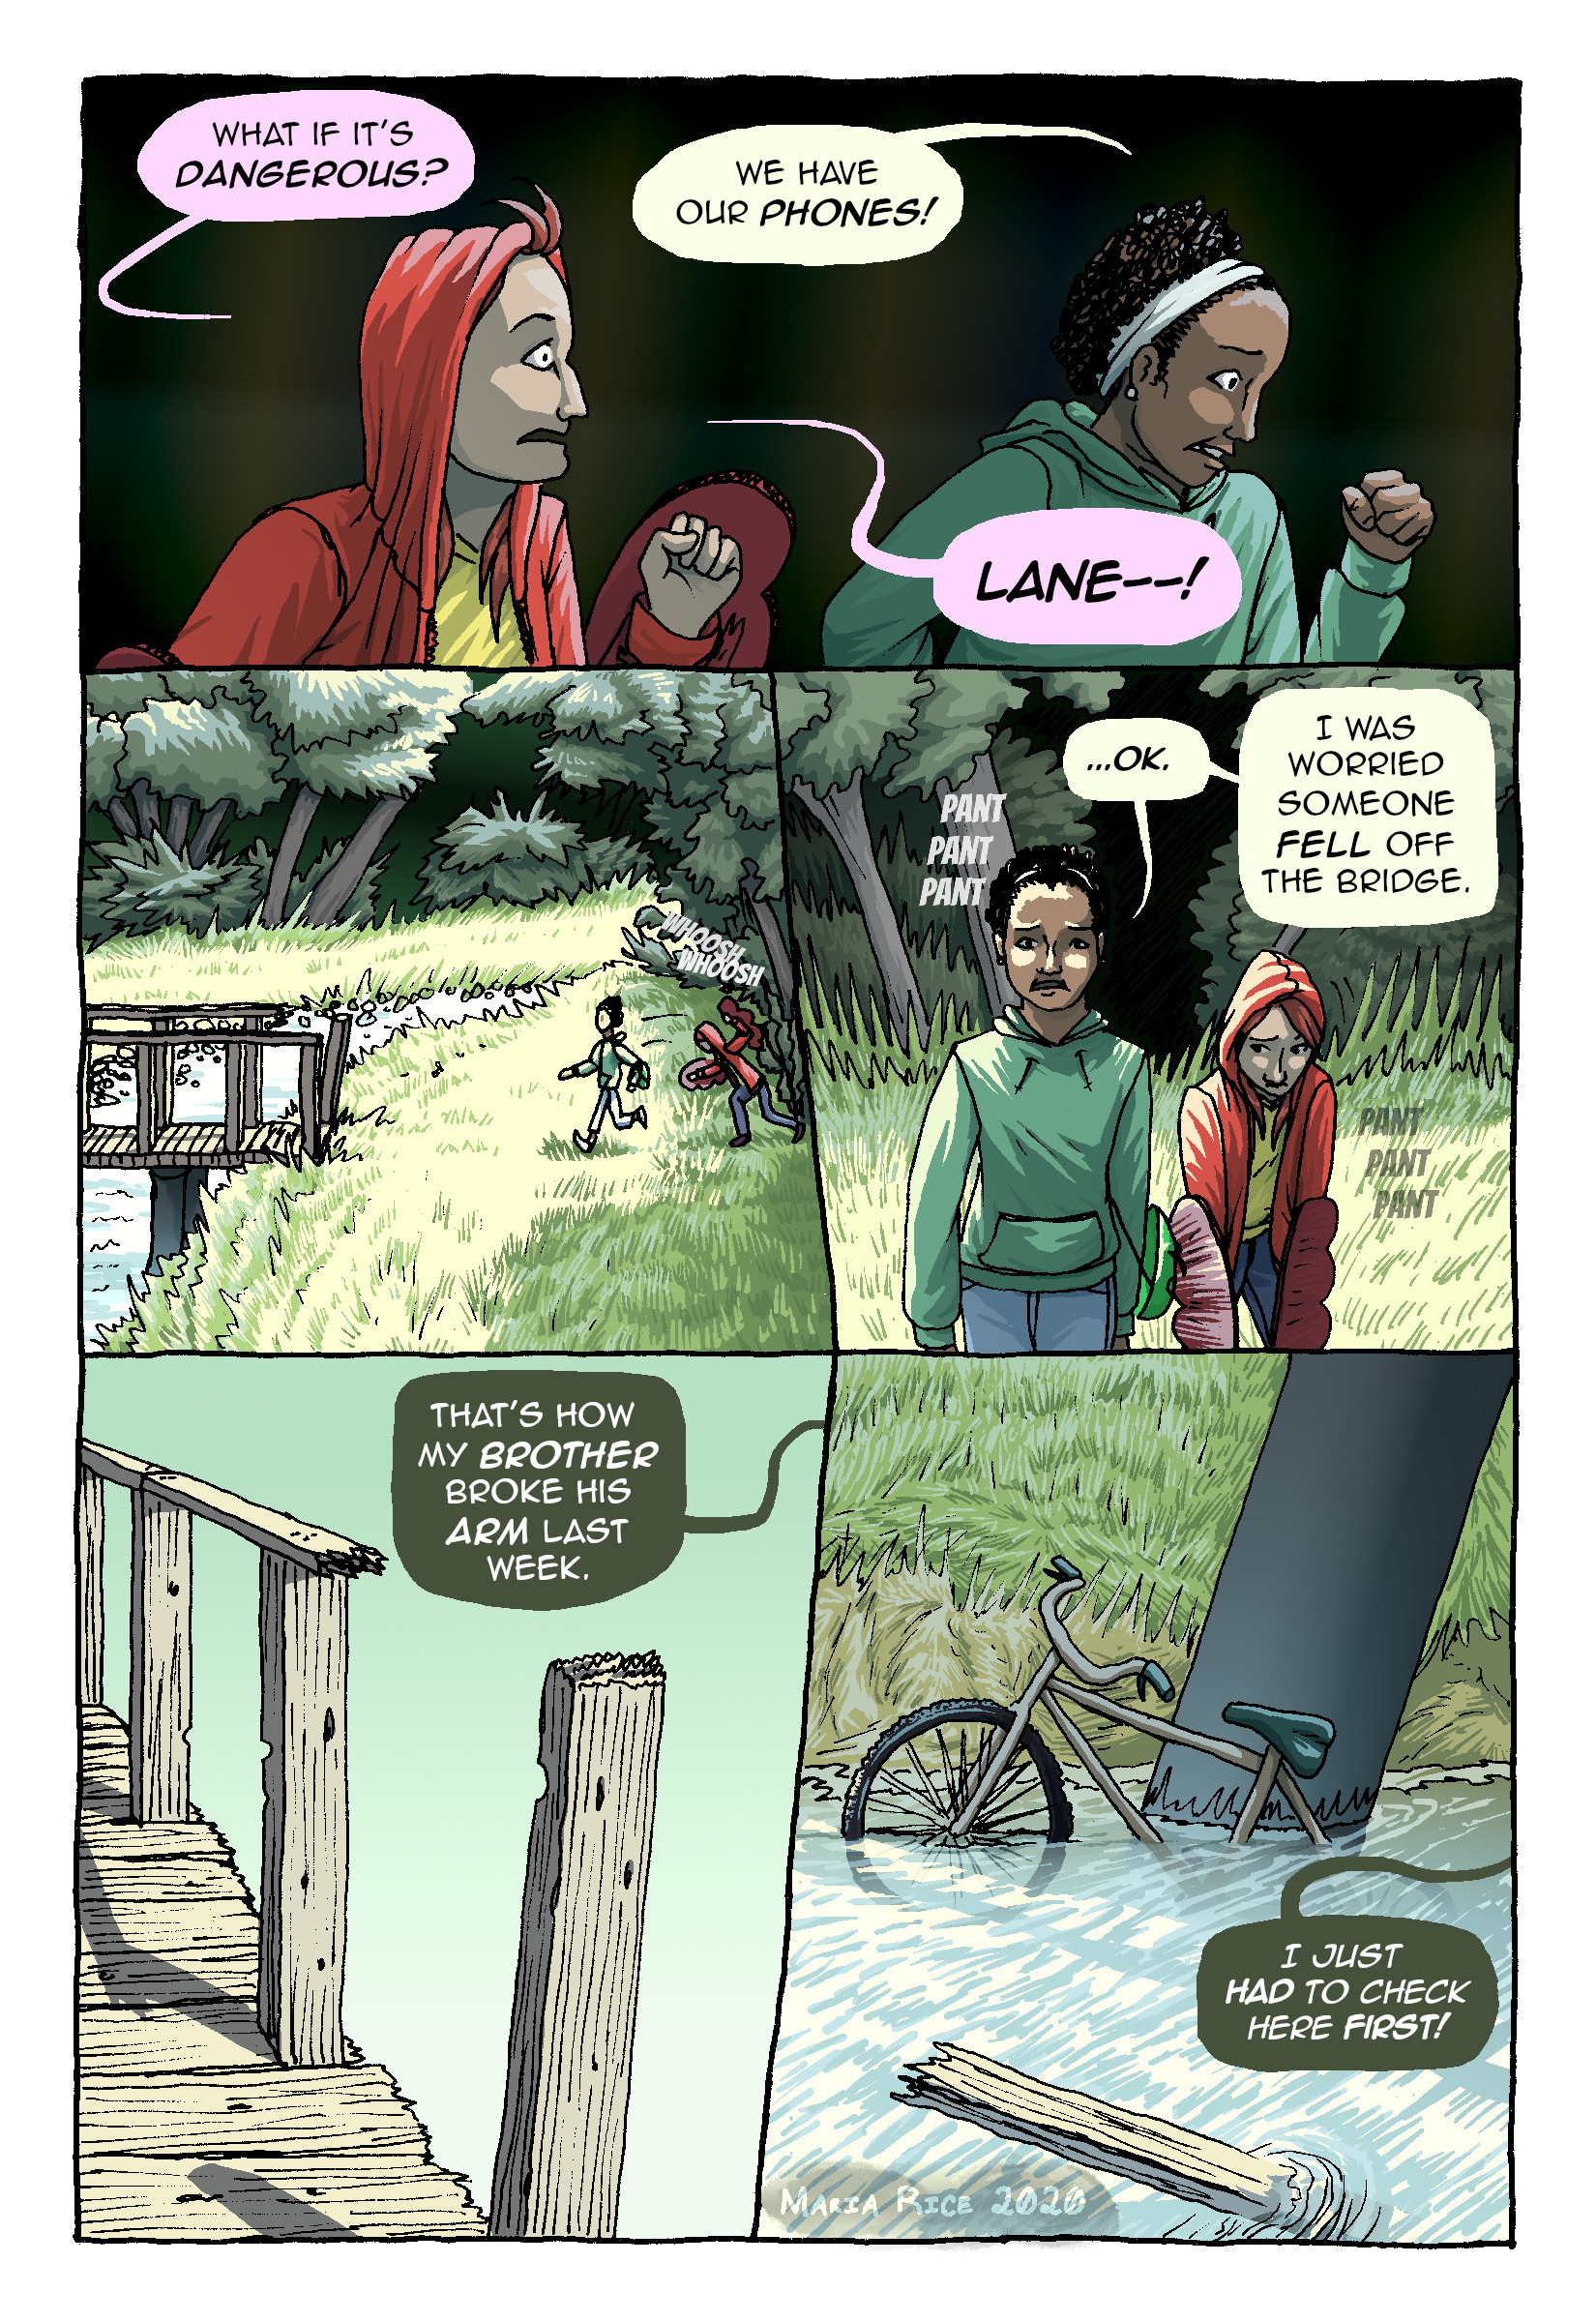 WHAT IF IT'S
DANGEROUS?
WE HAVE
OUR PHONES!
LANE--!
WHOOSH
WHOOSH
PANT
PANT
PANT
...OK.
I WAS
WORRIED
SOMEONE
FELL OFF
THE BRIDGE.
PANT
PANT
PANT
THAT'S HOW
MY BROTHER
BROKE HIS
ARM LAST
WEEK.
I JUST
HAD TO CHECK
HERE FIRST!
MARIA RICE 2020